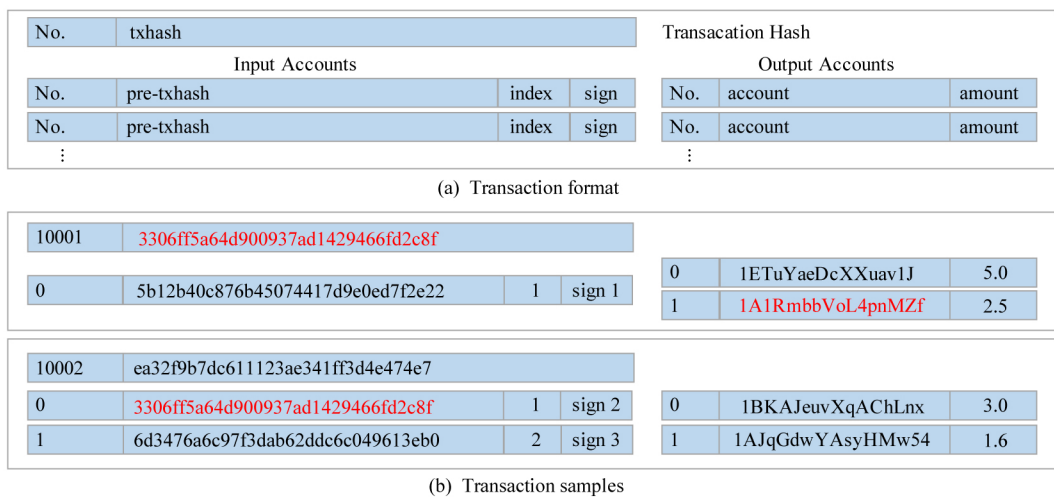 No. txhash Transacation Hash
Input Accounts Output Accounts
No. pre-txhash index sign No. account amount
No. pre-txhash index sign No. account amount
⋮ ⋮
(a) Transaction format
10001 3306ff5a64d900937ad1429466fd2c8f
0 1ETuYaeDcXXuav1J 5.0
0 5b12b40c876b45074417d9e0ed7f2e22 1 sign 1
1 1A1RmbbVoL4pnMZf 2.5
10002 ea32f9b7dc611123ae341ff3d4e474e7
0 3306ff5a64d900937ad1429466fd2c8f 1 sign 2 0 1BKAJeuvXqAChLnx 3.0
1 6d3476a6c97f3dab62ddc6c049613eb0 2 sign 3 1 1AJqGdwYAsyHMw54 1.6
(b) Transaction samples